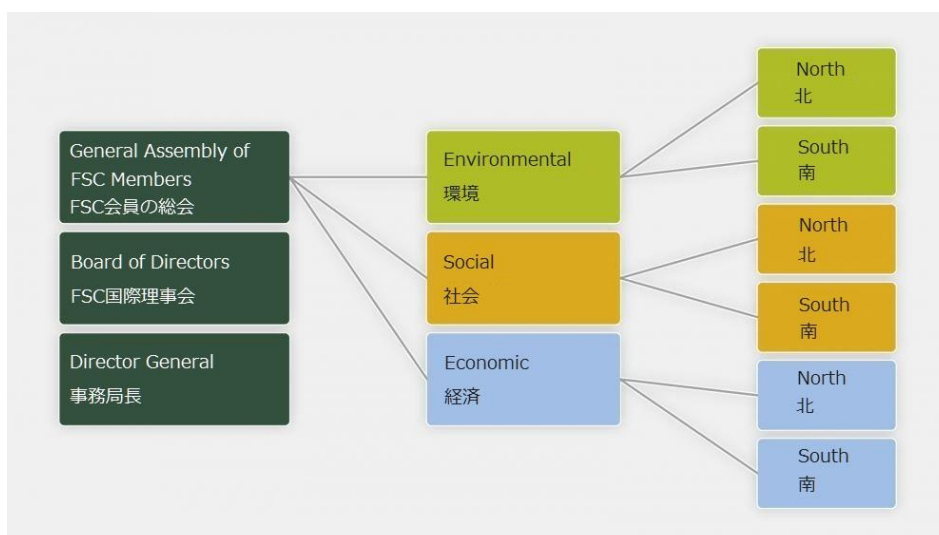 General Assembly of
FSC Members
FSC会員の総会
Board of Directors
FSC国際理事会
Director General
事務局長
Environmental
環境
Social
社会
Economic
経済
North
北
South
南
North
北
South
南
North
北
South
南